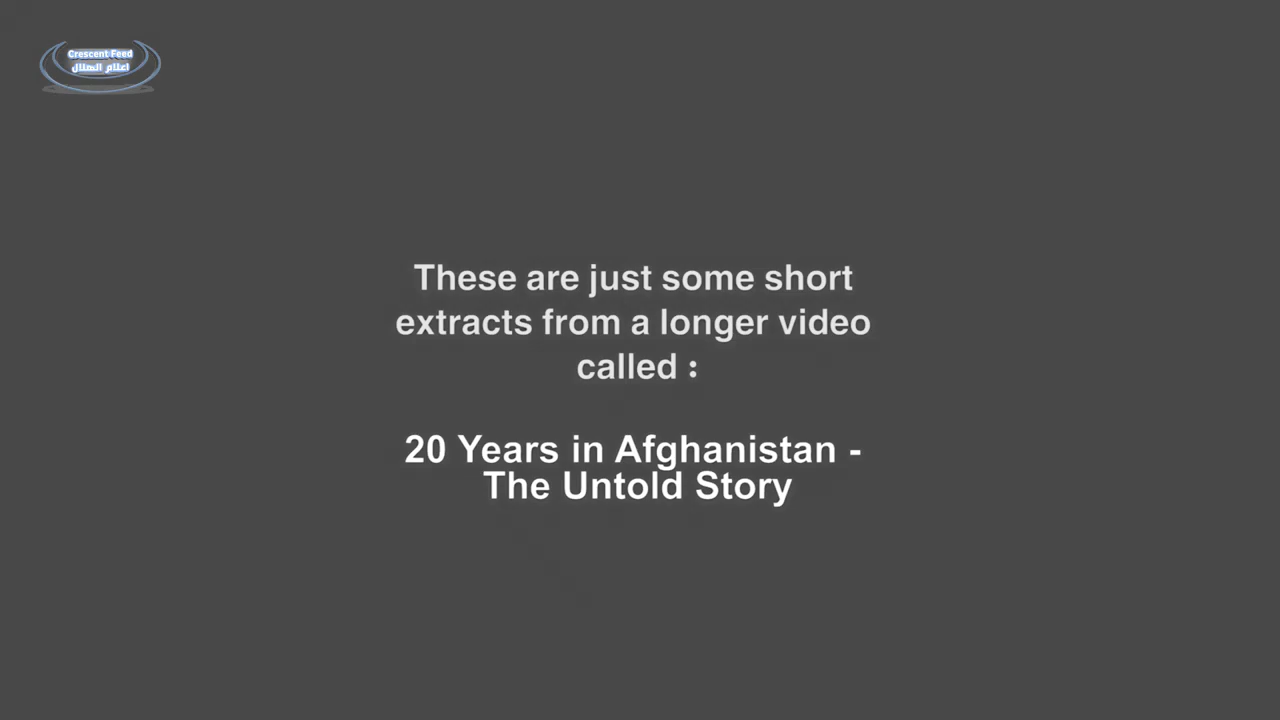 Crescent Feed
اعلام الهلال
These are just some short
extracts from a longer video
called :
20 Years in Afghanistan -
The Untold Story